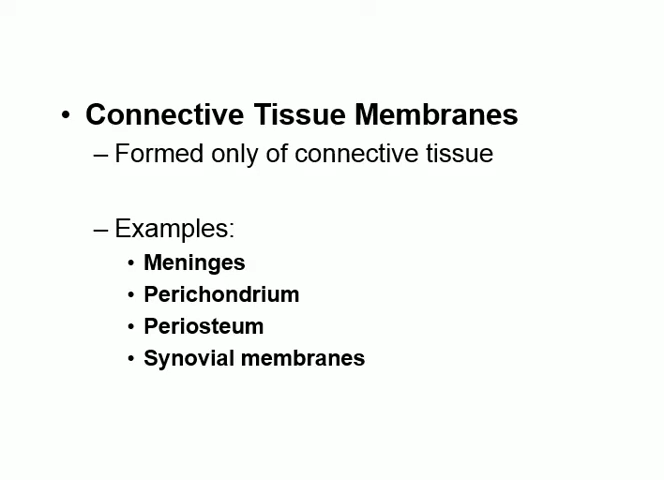 • Connective Tissue Membranes
– Formed only of connective tissue
– Examples:
• Meninges
• Perichondrium
• Periosteum
• Synovial membranes